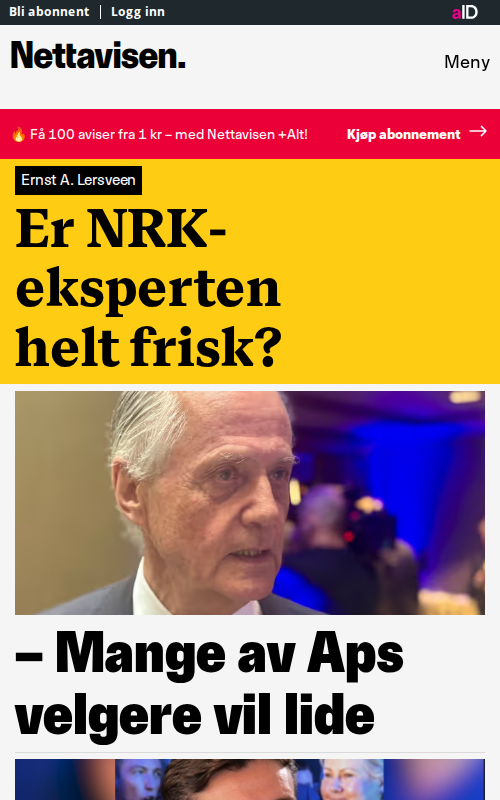 Bli abonnent | Logg inn
aID
Nettavisen.
Meny
🔥 Få 100 aviser fra 1 kr – med Nettavisen +Alt!
Kjøp abonnement →
Ernst A. Lersveen
Er NRK-
eksperten
helt frisk?
– Mange av Aps
velgere vil lide